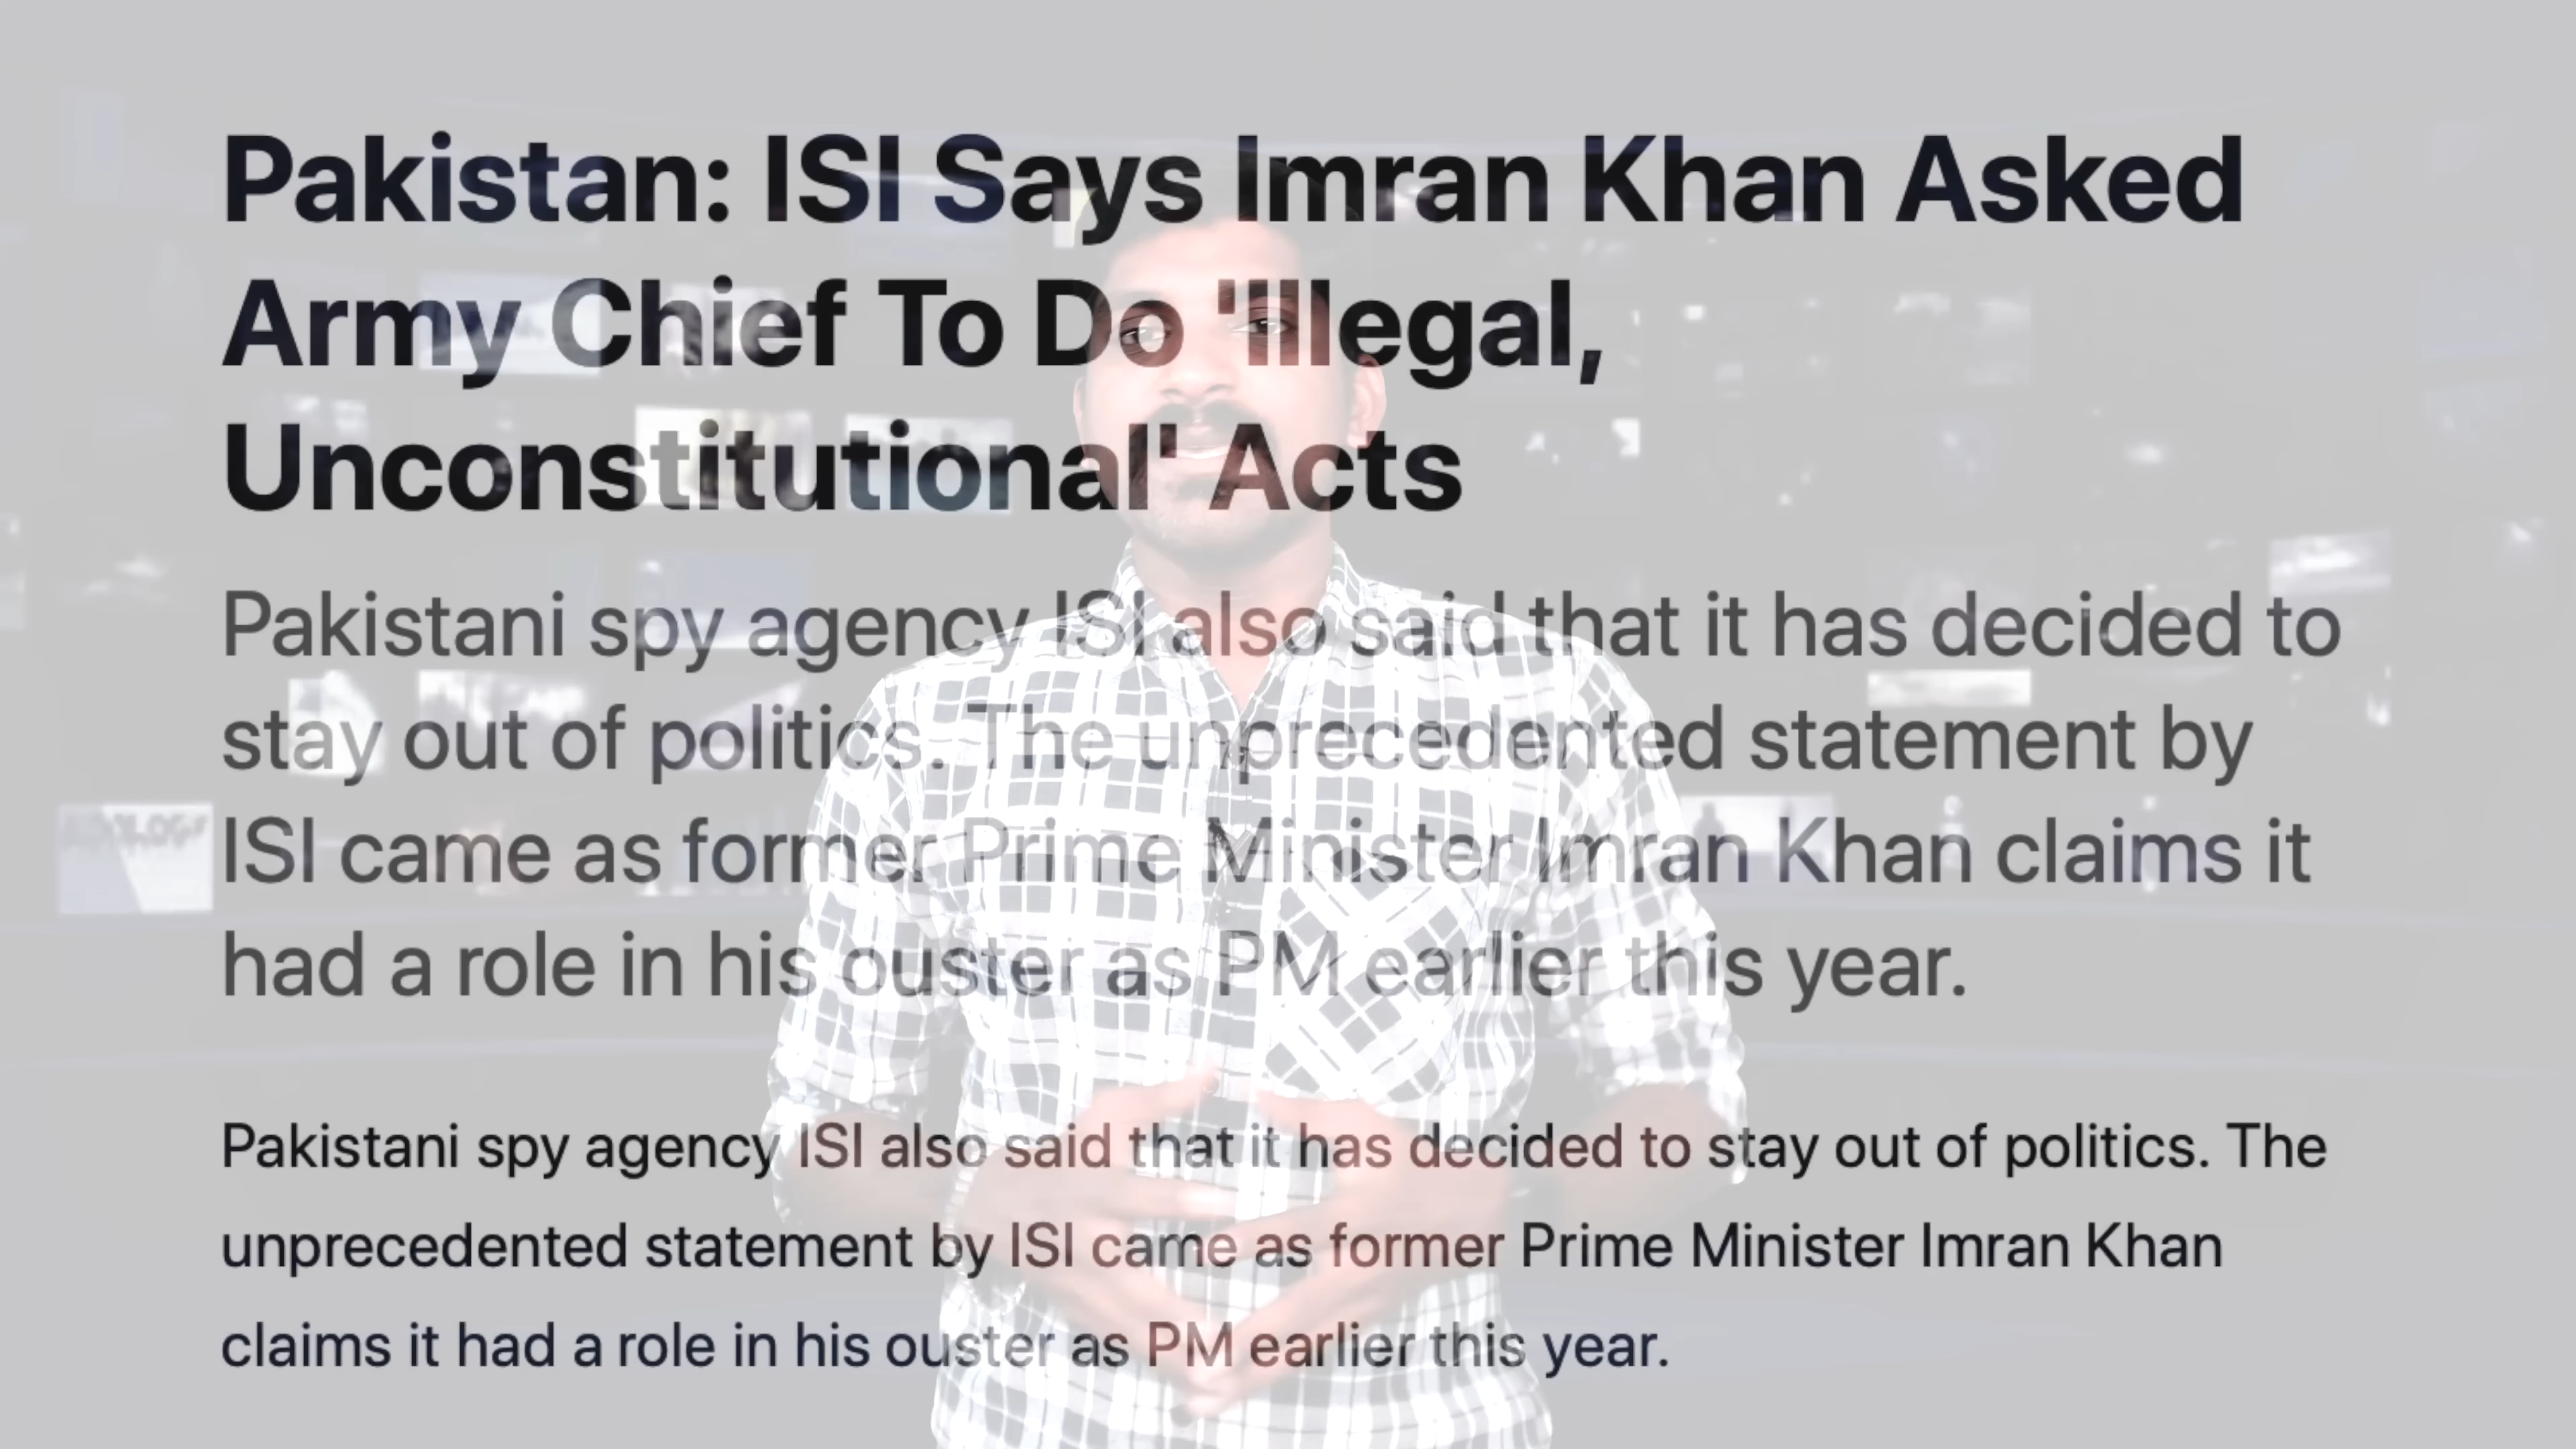 Pakistan: ISI Says Imran Khan Asked
Army Chief To Do 'Illegal,
Unconstitutional' Acts
Pakistani spy agency ISI also said that it has decided to
stay out of politics. The unprecedented statement by
ISI came as former Prime Minister Imran Khan claims it
had a role in his ouster as PM earlier this year.
Pakistani spy agency ISI also said that it has decided to stay out of politics. The
unprecedented statement by ISI came as former Prime Minister Imran Khan
claims it had a role in his ouster as PM earlier this year.